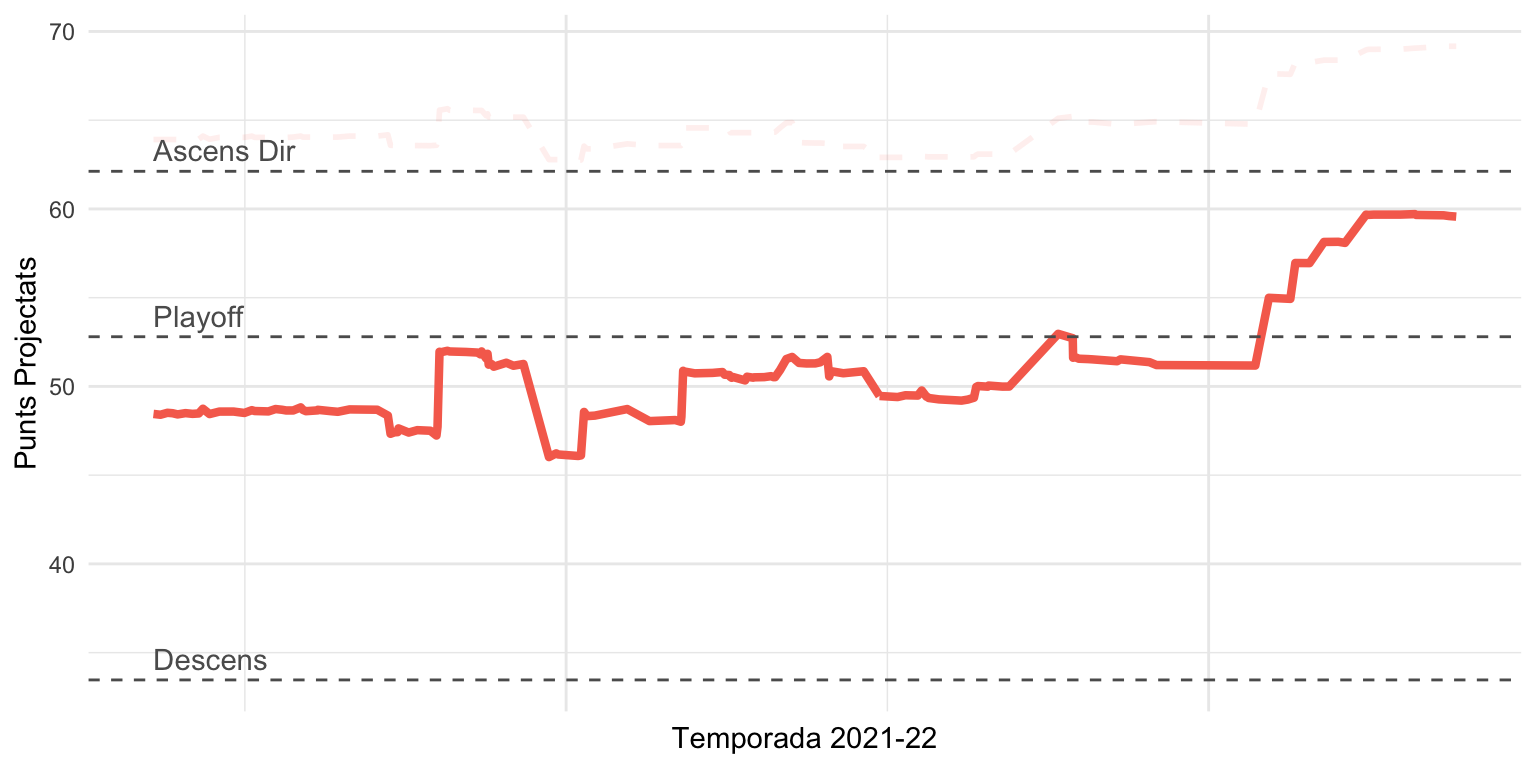 70
Ascens Dir
60
Playoff
50
40
Descens
Punts Projectats
Temporada 2021-22